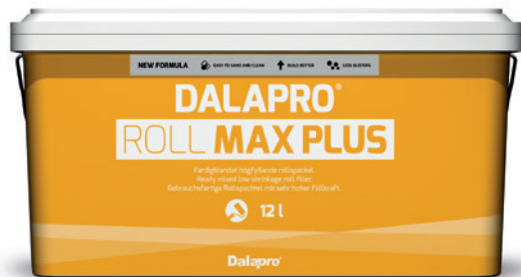 NEW FORMULA EASY TO SAND AND CLEAN BUILD BETTER LESS BLISTERS
DALAPRO®
ROLL MAX PLUS
Färdigblandat högfyllande rollspackel.
Ready mixed low shrinkage roll filler.
Gebrauchsfertige Rollspachtel mit sehr hoher Füllkraft.
12 l
Dalapro®